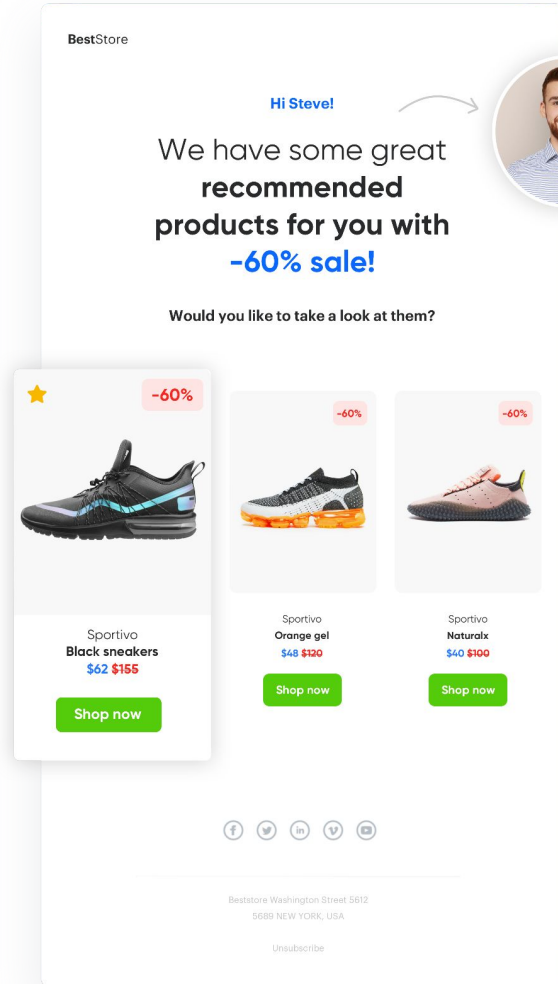 BestStore
Hi Steve!
We have some great
recommended
products for you with
-60% sale!
Would you like to take a look at them?
-60%
-60%
-60%
Sportivo
Black sneakers
$62 $155
Shop now
Sportivo
Orange gel
$48 $120
Shop now
Sportivo
Naturalx
$40 $100
Shop now
Beststore Washington Street 5612
5689 NEW YORK, USA
Unsubscribe